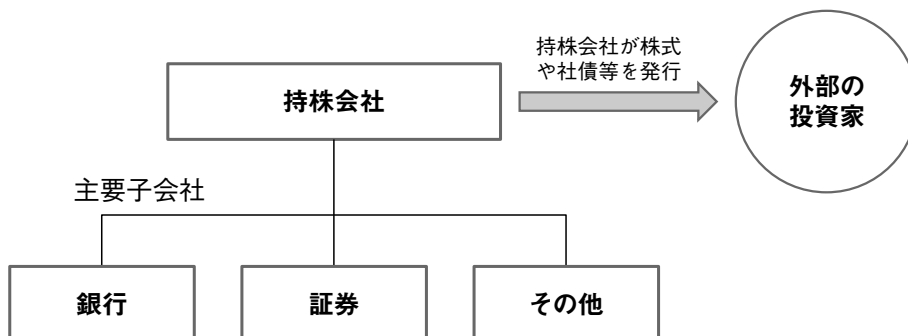 持株会社が株式
や社債等を発行
持株会社
外部の
投資家
主要子会社
銀行
証券
その他